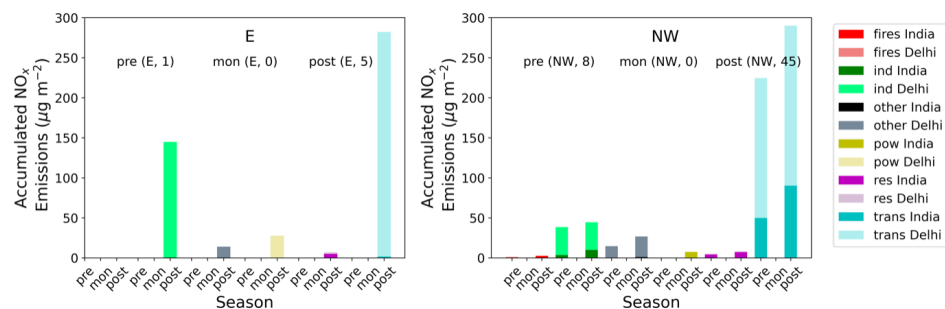 E
pre (E, 1) mon (E, 0) post (E, 5)
Accumulated NOx
Emissions (μg m−2)
300
250
200
150
100
50
0
pre mon post pre mon post pre mon post pre mon post pre mon post pre mon post
Season
NW
pre (NW, 8) mon (NW, 0) post (NW, 45)
Accumulated NOx
Emissions (μg m−2)
300
250
200
150
100
50
0
pre mon post pre mon post pre mon post pre mon post pre mon post pre mon post
Season
fires India
fires Delhi
ind India
ind Delhi
other India
other Delhi
pow India
pow Delhi
res India
res Delhi
trans India
trans Delhi